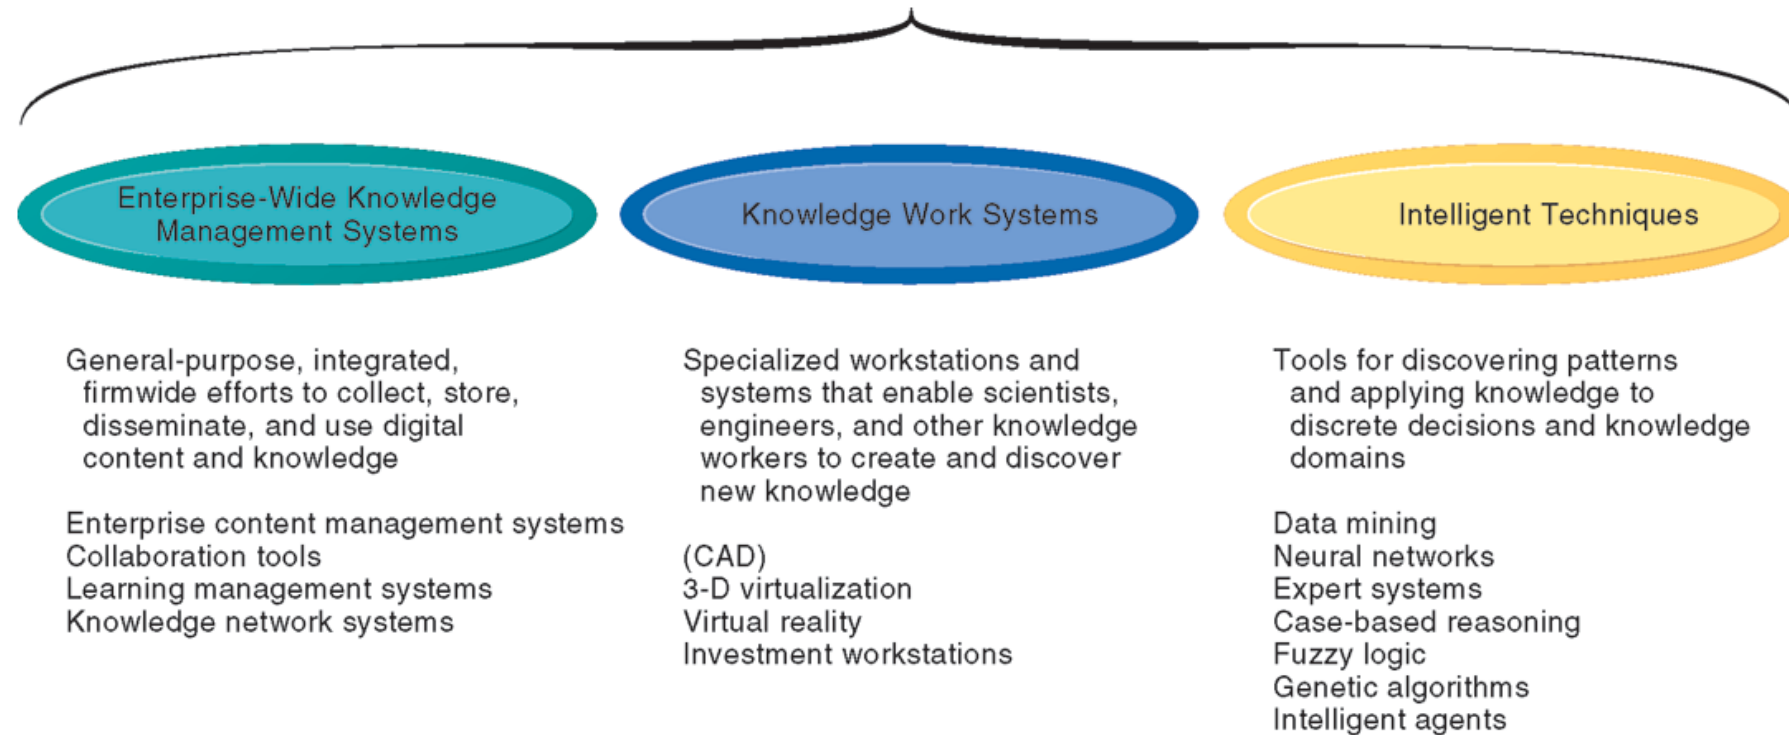 Enterprise-Wide Knowledge
Management Systems
General-purpose, integrated,
firmwide efforts to collect, store,
disseminate, and use digital
content and knowledge
Enterprise content management systems
Collaboration tools
Learning management systems
Knowledge network systems
Knowledge Work Systems
Specialized workstations and
systems that enable scientists,
engineers, and other knowledge
workers to create and discover
new knowledge
(CAD)
3-D virtualization
Virtual reality
Investment workstations
Intelligent Techniques
Tools for discovering patterns
and applying knowledge to
discrete decisions and knowledge
domains
Data mining
Neural networks
Expert systems
Case-based reasoning
Fuzzy logic
Genetic algorithms
Intelligent agents